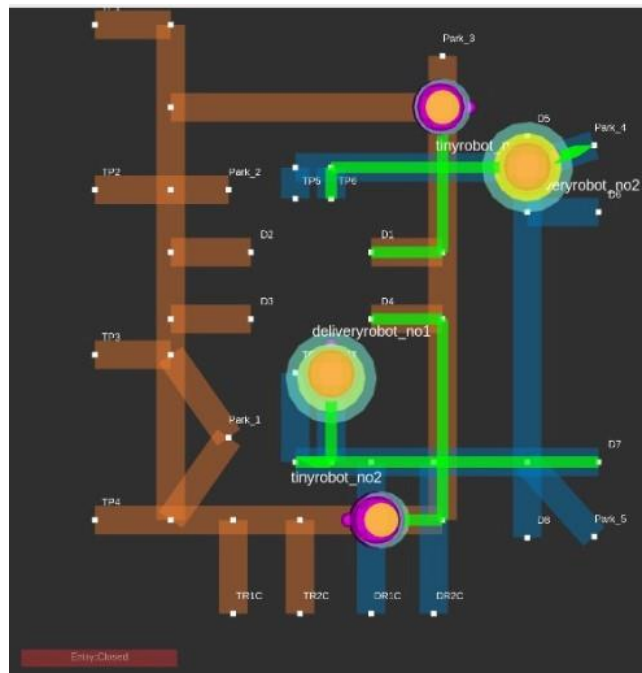 Park_3
D5
Park_4
tinyrobot_n
veryrobot_no2
TP2
Park_2
TP5
TP6
D6
D2
D1
D3
D4
deliveryrobot_no1
TP3
Park_1
D7
tinyrobot_no2
TP4
D8
Park_5
TR1C
TR2C
DR1C
DR2C
Entry:Closed